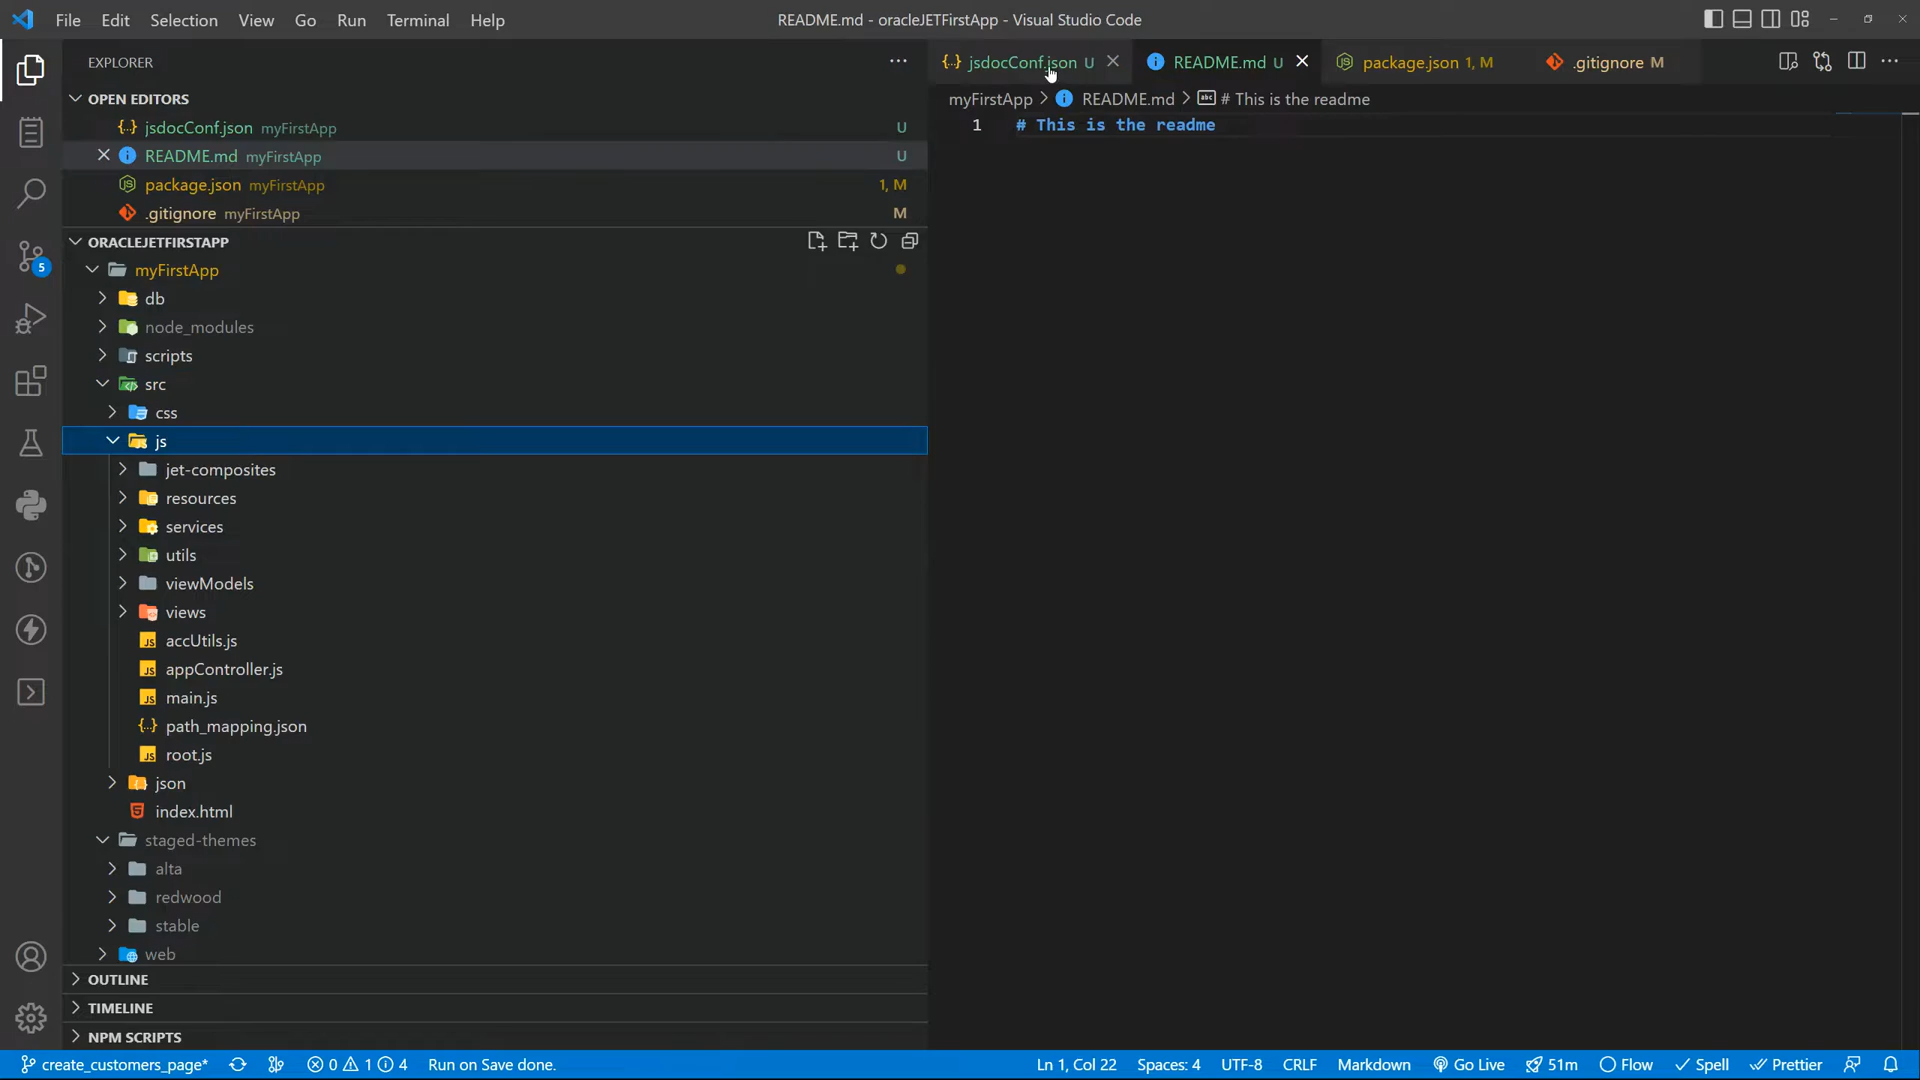 File Edit Selection View Go Run Terminal Help
README.md - oracleJETFirstApp - Visual Studio Code
EXPLORER
jsdocConf.json U
README.md U
package.json 1, M
.gitignore M
OPEN EDITORS
myFirstApp > README.md > # This is the readme
jsdocConf.json myFirstApp U
1 # This is the readme
README.md myFirstApp U
package.json myFirstApp 1, M
.gitignore myFirstApp M
ORACLEJETFIRSTAPP
myFirstApp
5
db
node_modules
scripts
src
css
js
jet-composites
resources
services
utils
viewModels
views
JS accUtils.js
JS appController.js
JS main.js
{..} path_mapping.json
JS root.js
json
index.html
staged-themes
alta
redwood
stable
web
OUTLINE
TIMELINE
NPM SCRIPTS
create_customers_page* 0 1 4 Run on Save done. Ln 1, Col 22 Spaces: 4 UTF-8 CRLF Markdown Go Live 51m Flow Spell Prettier